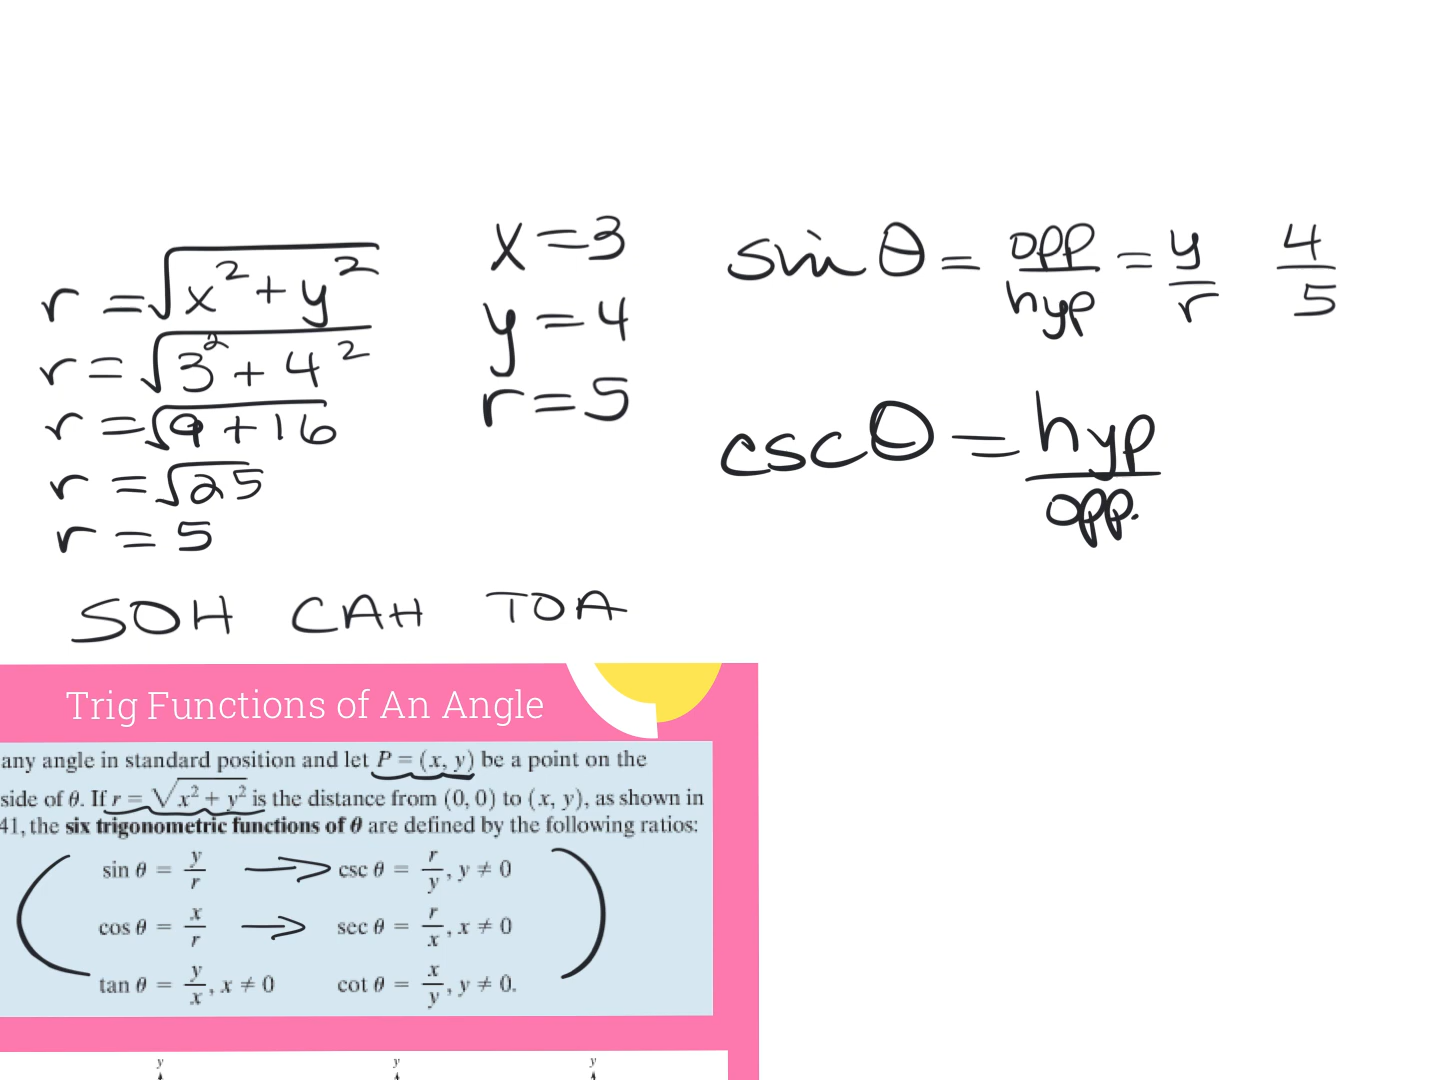 r = √x² + y²
r = √3² + 4²
r = √9 + 16
r = √25
r = 5
x = 3
y = 4
r = 5
sin θ = opp/hyp = y/r 4/5
csc θ = hyp/opp.
SOH CAH TOA
Trig Functions of An Angle
any angle in standard position and let P = (x, y) be a point on the
side of θ. If r = √x² + y² is the distance from (0, 0) to (x, y), as shown in
41, the six trigonometric functions of θ are defined by the following ratios:
sin θ = y/r → csc θ = r/y, y ≠ 0
cos θ = x/r → sec θ = r/x, x ≠ 0
tan θ = y/x, x ≠ 0 cot θ = x/y, y ≠ 0.
y y y